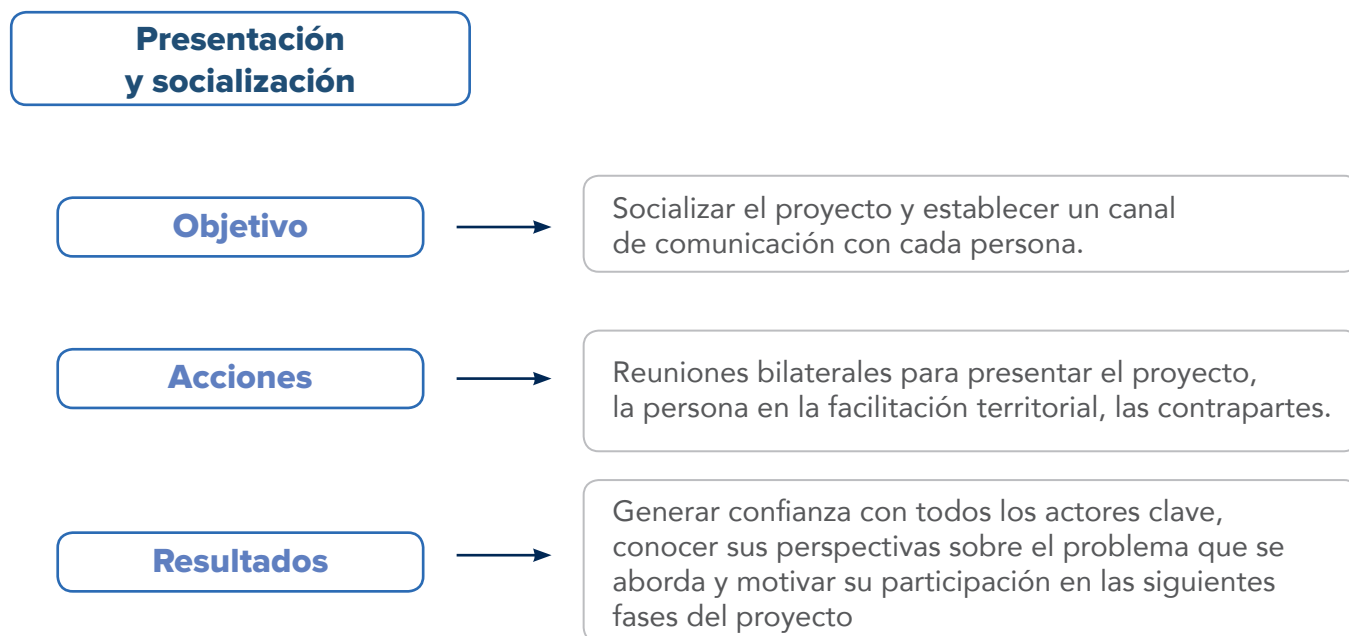 Presentación
y socialización
Objetivo
Socializar el proyecto y establecer un canal
de comunicación con cada persona.
Acciones
Reuniones bilaterales para presentar el proyecto,
la persona en la facilitación territorial, las contrapartes.
Resultados
Generar confianza con todos los actores clave,
conocer sus perspectivas sobre el problema que se
aborda y motivar su participación en las siguientes
fases del proyecto